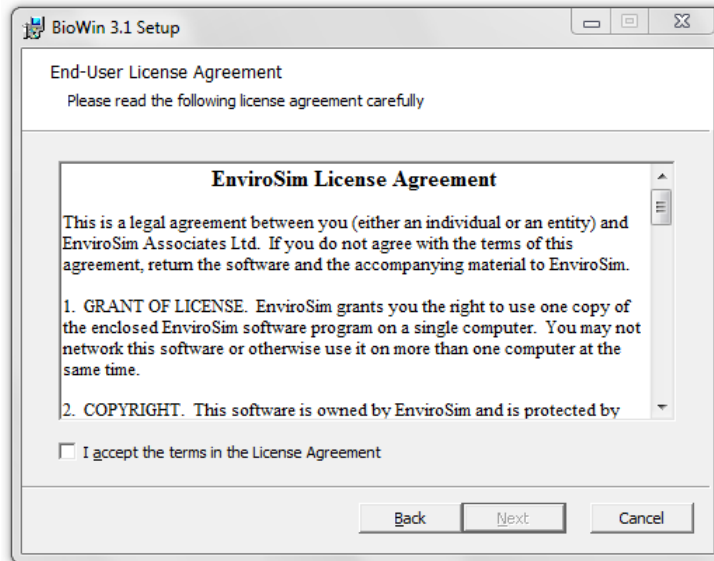 BioWin 3.1 Setup
End-User License Agreement
Please read the following license agreement carefully
EnviroSim License Agreement
This is a legal agreement between you (either an individual or an entity) and
EnviroSim Associates Ltd.  If you do not agree with the terms of this
agreement, return the software and the accompanying material to EnviroSim.
1.  GRANT OF LICENSE.  EnviroSim grants you the right to use one copy of
the enclosed EnviroSim software program on a single computer.  You may not
network this software or otherwise use it on more than one computer at the
same time.
2.  COPYRIGHT.  This software is owned by EnviroSim and is protected by
I accept the terms in the License Agreement
Back Next Cancel